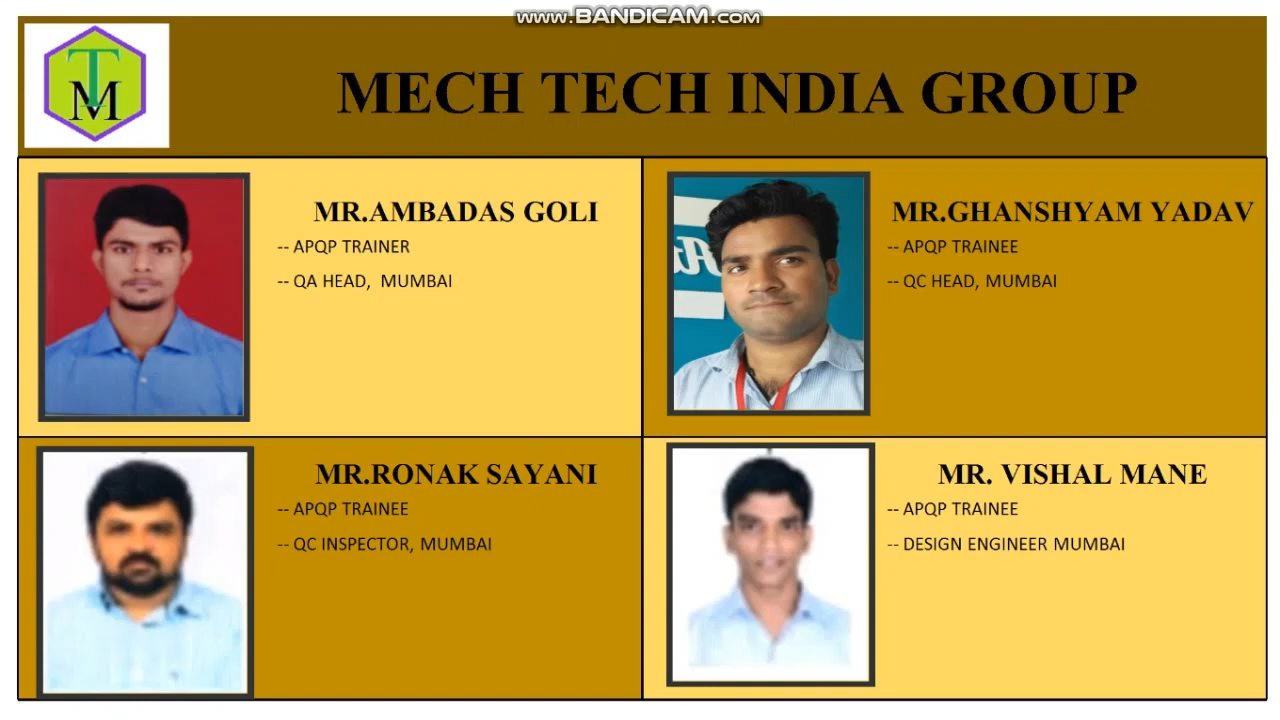 www.BANDICAM.com
MECH TECH INDIA GROUP
TM
MR.AMBADAS GOLI
-- APQP TRAINER
-- QA HEAD,  MUMBAI
MR.GHANSHYAM YADAV
-- APQP TRAINEE
-- QC HEAD, MUMBAI
MR.RONAK SAYANI
-- APQP TRAINEE
-- QC INSPECTOR, MUMBAI
MR. VISHAL MANE
-- APQP TRAINEE
-- DESIGN ENGINEER MUMBAI